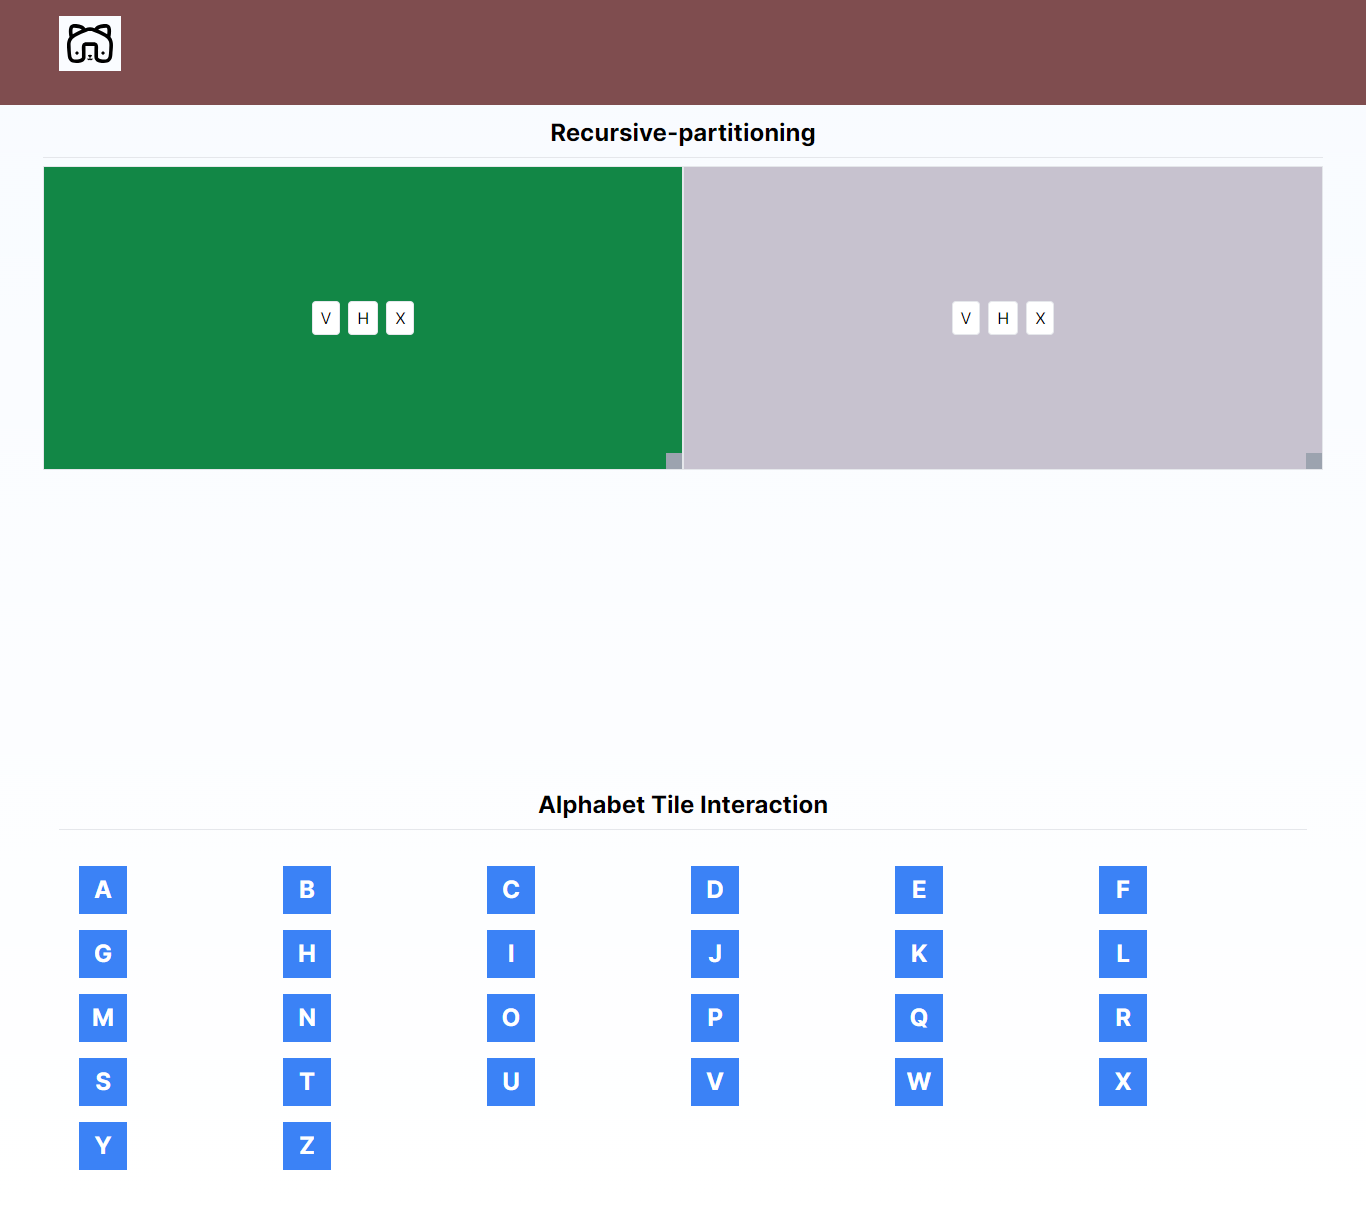 Recursive-partitioning
V H X V H X
Alphabet Tile Interaction
A B C D E F
G H I J K L
M N O P Q R
S T U V W X
Y Z